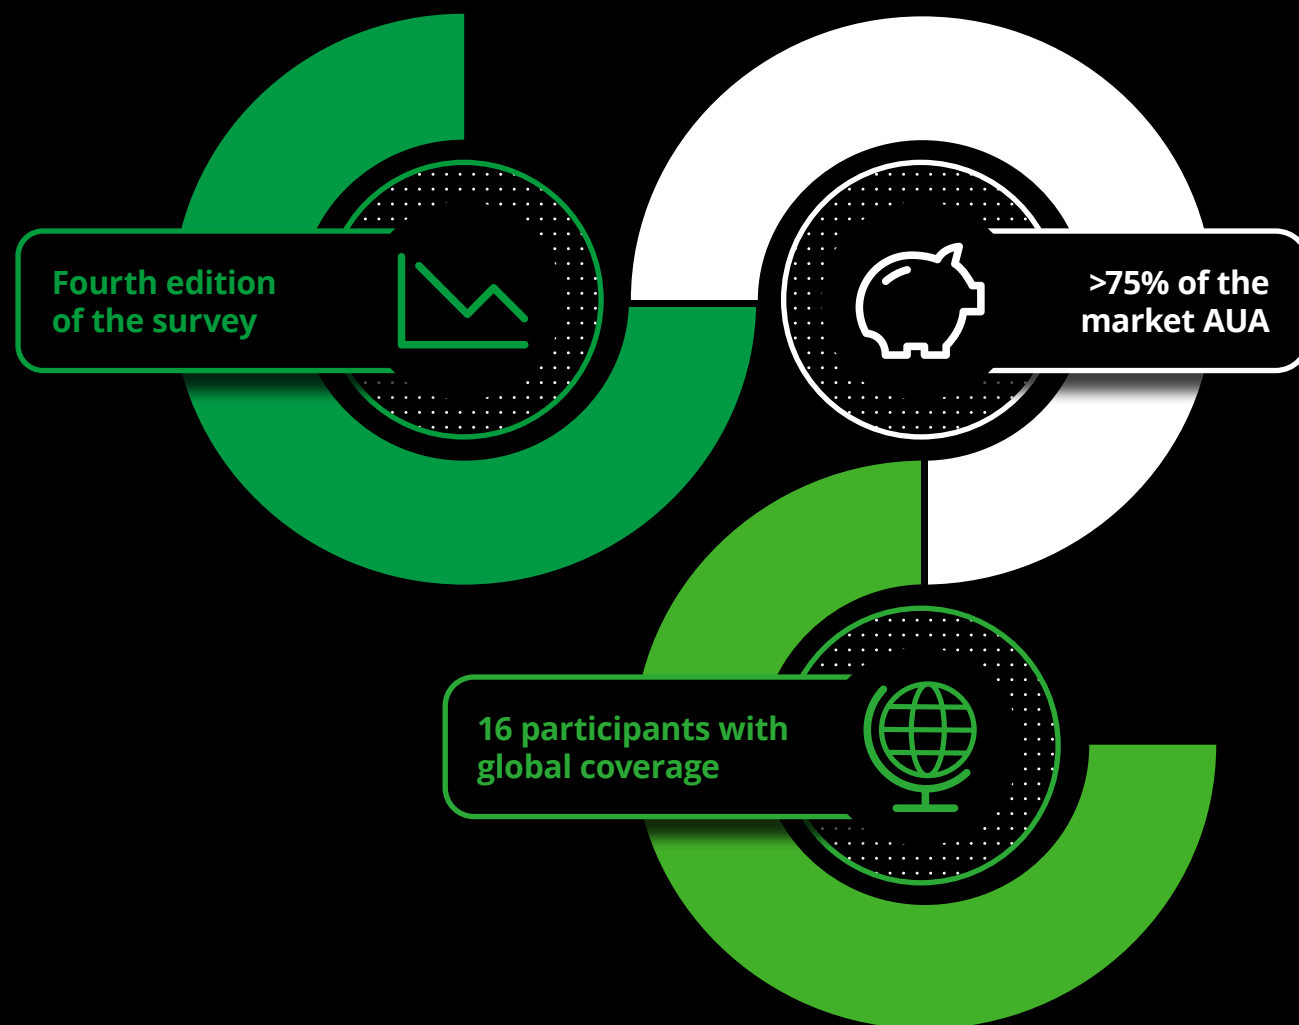 Fourth edition
of the survey
>75% of the
market AUA
16 participants with
global coverage